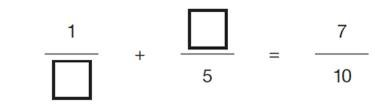 1/□ + □/5 = 7/10